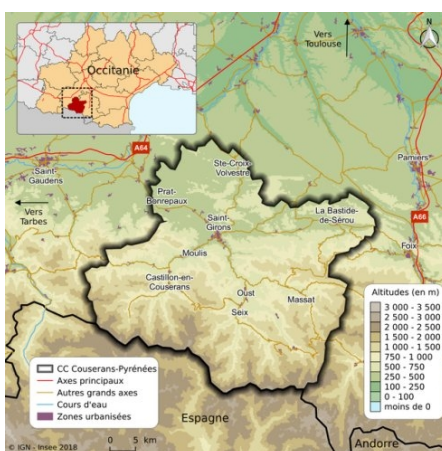 Occitanie
Vers
Toulouse
N
A64
Saint-
Gaudens
Vers
Tarbes
Ste-Croix-
Volvestre
Prat-
Bonrepaux
Saint-
Girons
La Bastide-
de-Sérou
Pamiers
A66
Foix
Moulis
Castillon-en-
Couserans
Oust
Massat
Seix
Altitudes (en m)
3 000 - 3 500
2 500 - 3 000
2 000 - 2 500
1 500 - 2 000
1 000 - 1 500
750 - 1 000
500 - 750
250 - 500
100 - 250
0 - 100
moins de 0
CC Couserans-Pyrénées
Axes principaux
Autres grands axes
Cours d'eau
Zones urbanisées
Espagne
Andorre
© IGN - Insee 2018
0 5 km